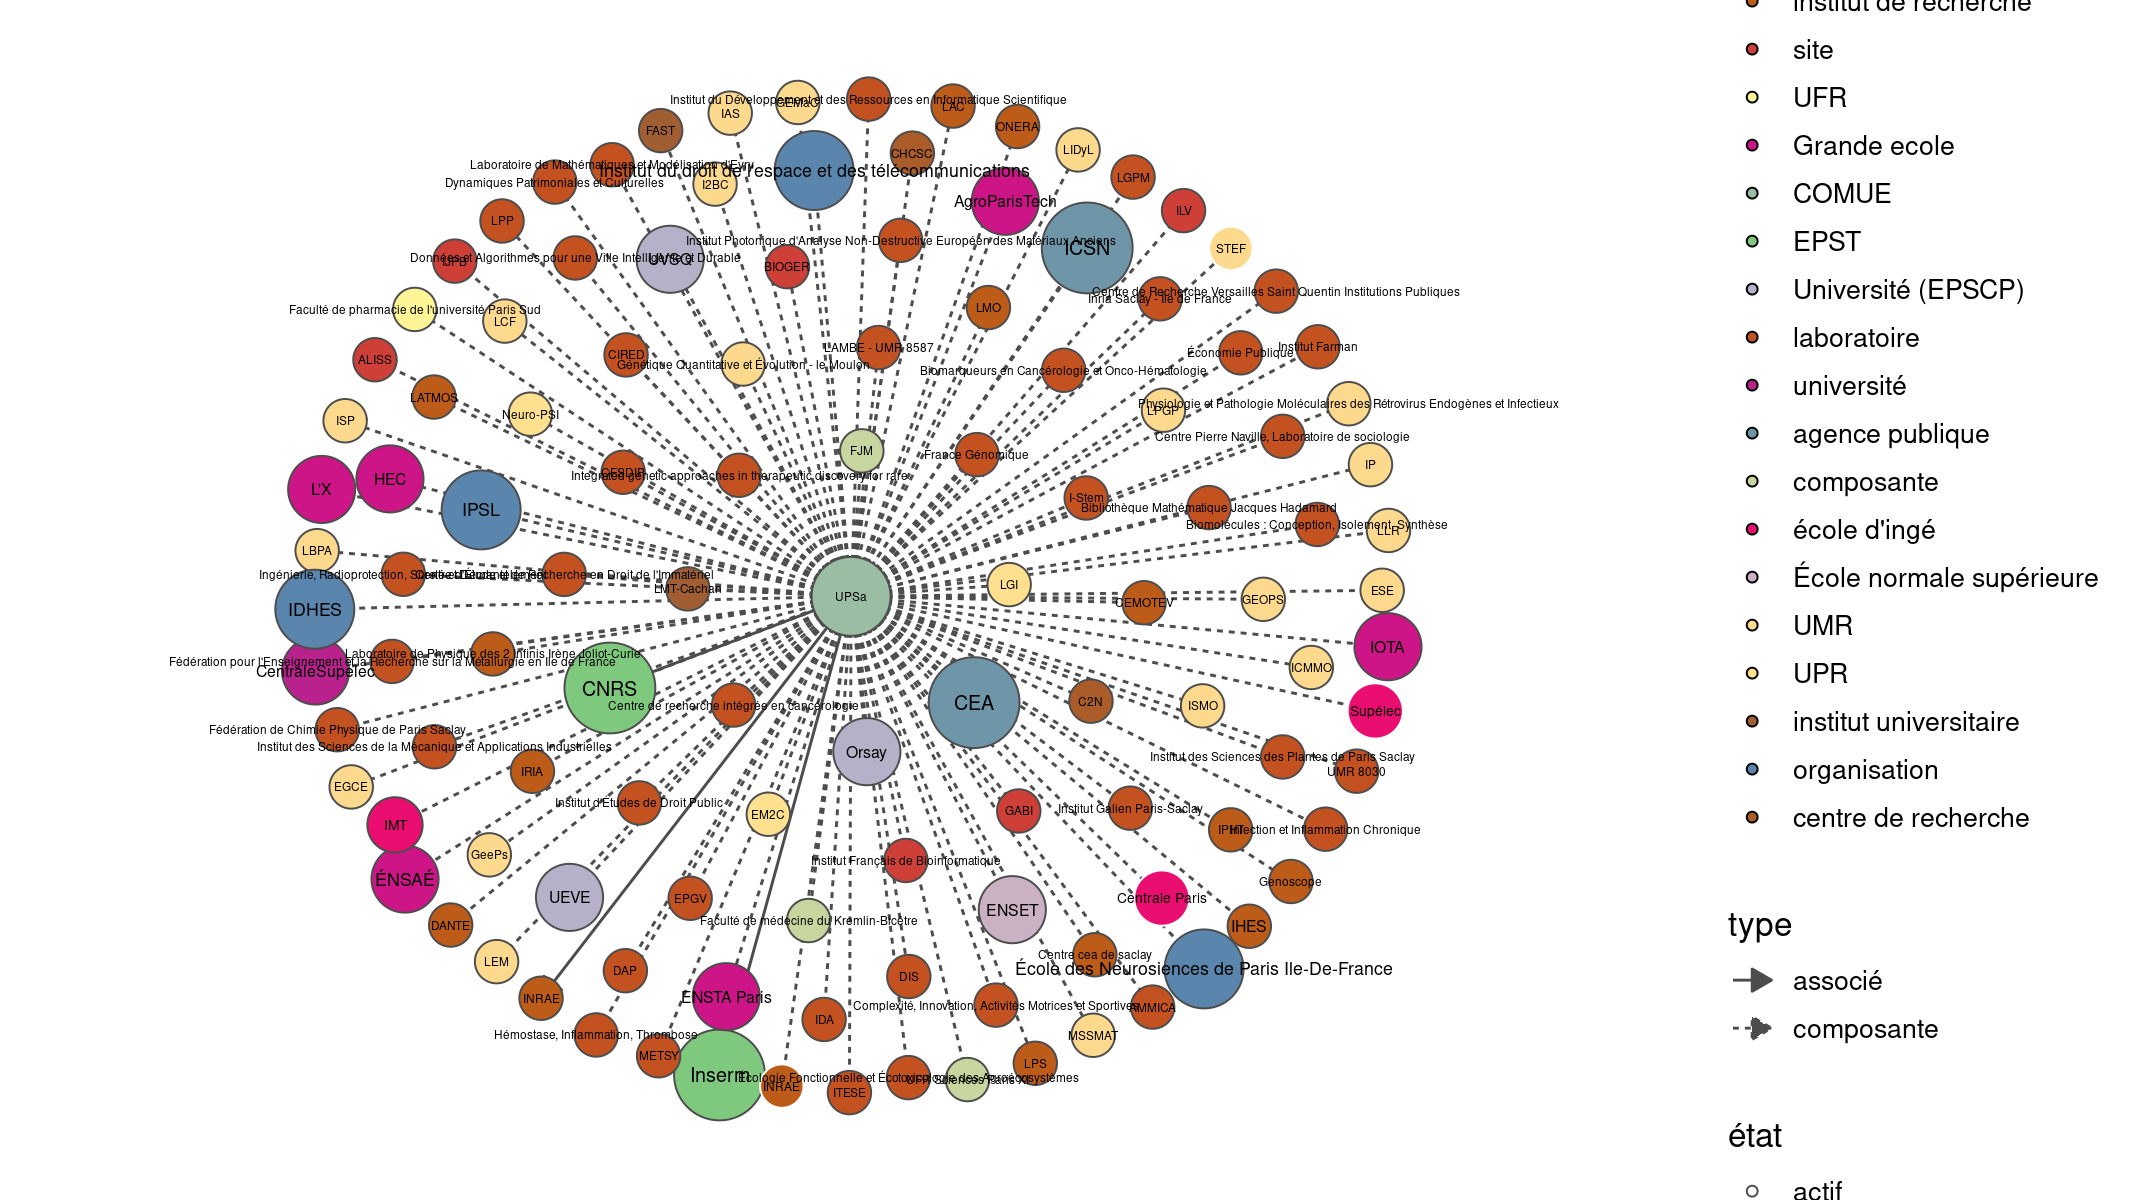 institut de recherche
site
UFR
Grande ecole
COMUE
EPST
Université (EPSCP)
laboratoire
université
agence publique
composante
école d'ingé
École normale supérieure
UMR
UPR
institut universitaire
organisation
centre de recherche
type
associé
composante
état
actif
Institut du Développement et des Ressources en Informatique Scientifique
CEMaC
IAS
LAC
FAST
ONERA
LIDyL
CHCSC
Laboratoire de Mathématiques et Modélisation d'Evry
Institut du droit de l'espace et des télécommunications
Dynamiques Patrimoniales et Culturelles
I2BC
LGPM
AgroParisTech
ILV
LPP
Institut Photonique d'Analyse Non-Destructive Européen des Matériaux Anciens
ICSN
STEF
Données et Algorithmes pour une Ville Intelligente et Durable
UVSQ
IJPB
BIOGER
Centre de Recherche Versailles Saint Quentin Institutions Publiques
Inria Saclay - Ile de France
Faculté de pharmacie de l'université Paris Sud
LCF
LMO
LAMBE - UMR 8587
Institut Farman
Économie Publique
ALISS
CIRED
Génétique Quantitative et Évolution - le Moulon
Biomarqueurs en Cancérologie et Onco-Hématologie
LATMOS
Physiologie et Pathologie Moléculaires des Rétrovirus Endogènes et Infectieux
LPGP
ISP
Neuro-PSI
Centre Pierre Naville, Laboratoire de sociologie
FJM
France Génomique
IP
HEC
L'X
CESDIP
Integrated genetic approaches in therapeutic discovery for rare
I-Stem
Bibliothèque Mathématique Jacques Hadamard
IPSL
Biomolécules : Conception, Isolement, Synthèse
LLR
LBPA
Ingénierie, Radioprotection,
Recherche en Droit de l'Immatériel
LMT-Cachan
UPSa
LGI
CEMOTEV
GEOPS
ESE
IDHES
IOTA
Laboratoire de Physique des 2 Infinis Irène Joliot-Curie
Fédération pour l'Enseignement et la Recherche sur la Métallurgie en Ile de France
CentraleSupélec
ICMMO
CNRS
CEA
C2N
ISMO
Supélec
Centre de recherche intégrée en cancérologie
Fédération de Chimie Physique de Paris Saclay
Institut des Sciences de la Mécanique et Applications Industrielles
Orsay
Institut des Sciences des Plantes de Paris Saclay
UMR 8030
IRIA
EGCE
Institut d'Etudes de Droit Public
EM2C
GABI
Institut Galien Paris-Saclay
IMT
IPHT
Infection et Inflammation Chronique
GeePs
Institut Français de Bioinformatique
ÉNSAÉ
Genoscope
UEVE
EPGV
Centrale Paris
ENSET
Faculté de médecine du Kremlin-Bicêtre
DANTE
IHES
Centre cea de saclay
LEM
DAP
DIS
École des Neurosiences de Paris Ile-De-France
INRAE
ENSTA Paris
Complexité, Innovation, Activités Motrices et Sportives
AMMICA
IDA
Hémostase, Inflammation, Thrombose
MSSMAT
METSY
LPS
Inserm
Ecologie Fonctionnelle et Écotoxicologie des Agroécosystèmes
UFR Sciences Paris XI
INRAE
ITESE